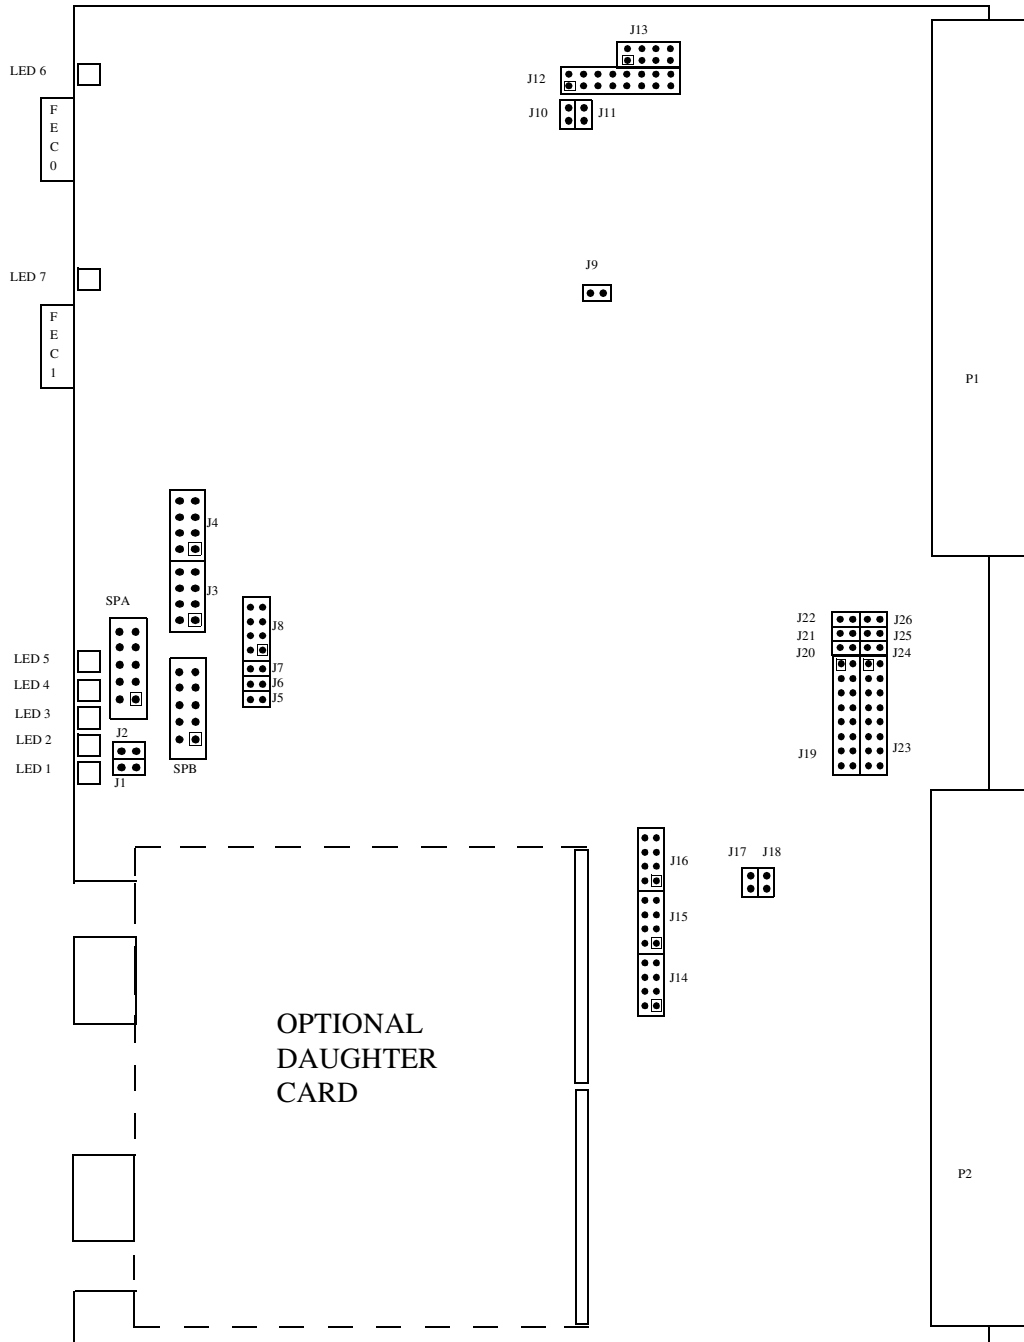 J13
LED 6
J12
F
E
C
0
J10
J11
J9
LED 7
F
E
C
1
P1
J4
J3
SPA
J8
J22
J26
J21
J25
J20
J24
LED 5
J7
LED 4
J6
J5
LED 3
LED 2
J2
LED 1
J1
SPB
J19
J23
J16
J17
J18
J15
J14
OPTIONAL
DAUGHTER
CARD
P2